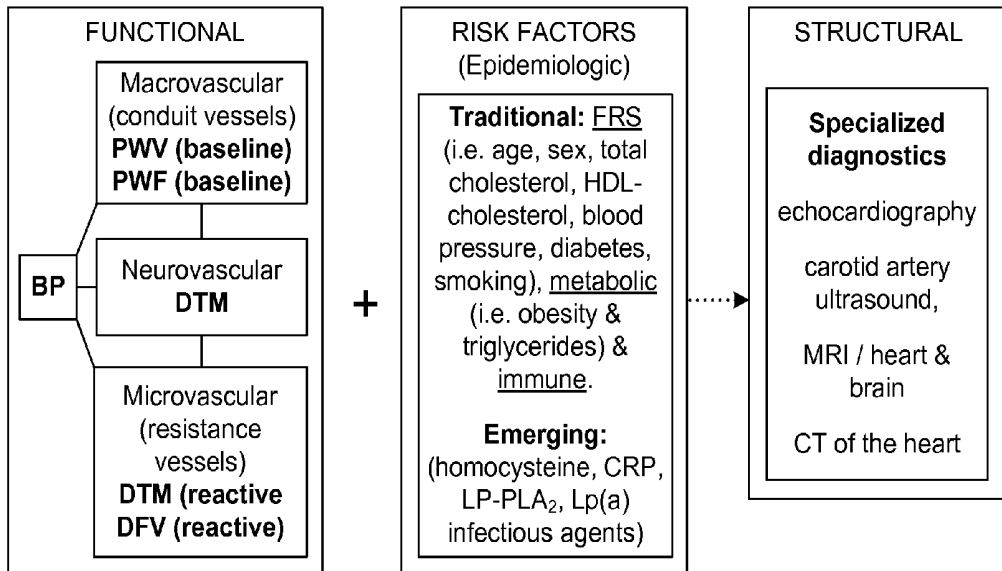 FUNCTIONAL
Macrovascular
(conduit vessels)
PWV (baseline)
PWF (baseline)
BP
Neurovascular
DTM
Microvascular
(resistance
vessels)
DTM (reactive
DFV (reactive)
+
RISK FACTORS
(Epidemiologic)
Traditional: FRS
(i.e. age, sex, total
cholesterol, HDL-
cholesterol, blood
pressure, diabetes,
smoking), metabolic
(i.e. obesity &
triglycerides) &
immune.
Emerging:
(homocysteine, CRP,
LP-PLA₂, Lp(a)
infectious agents)
STRUCTURAL
Specialized
diagnostics
echocardiography
carotid artery
ultrasound,
MRI / heart &
brain
CT of the heart